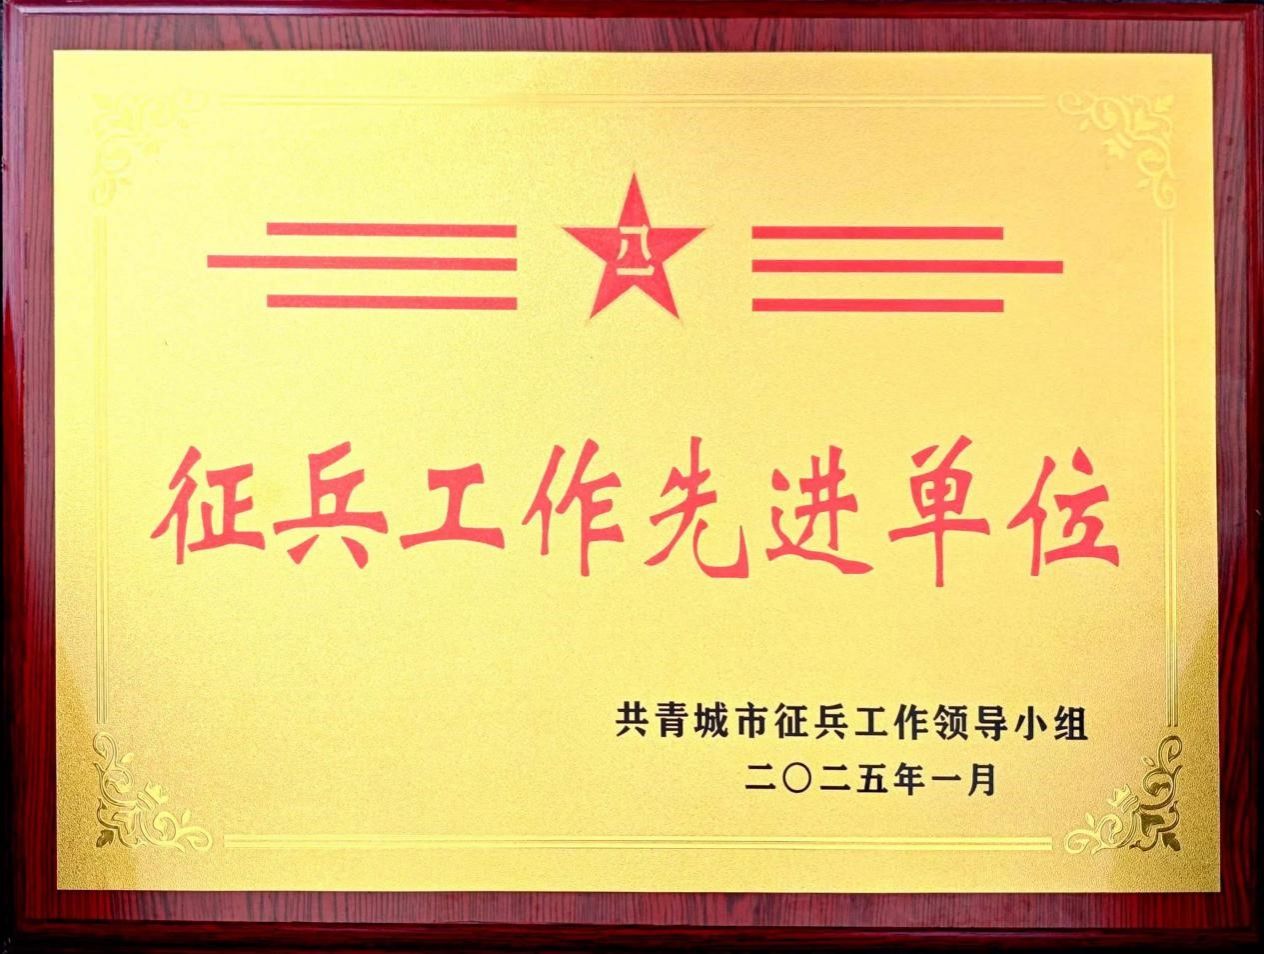 八一
征兵工作先进单位
共青城市征兵工作领导小组
二〇二五年一月